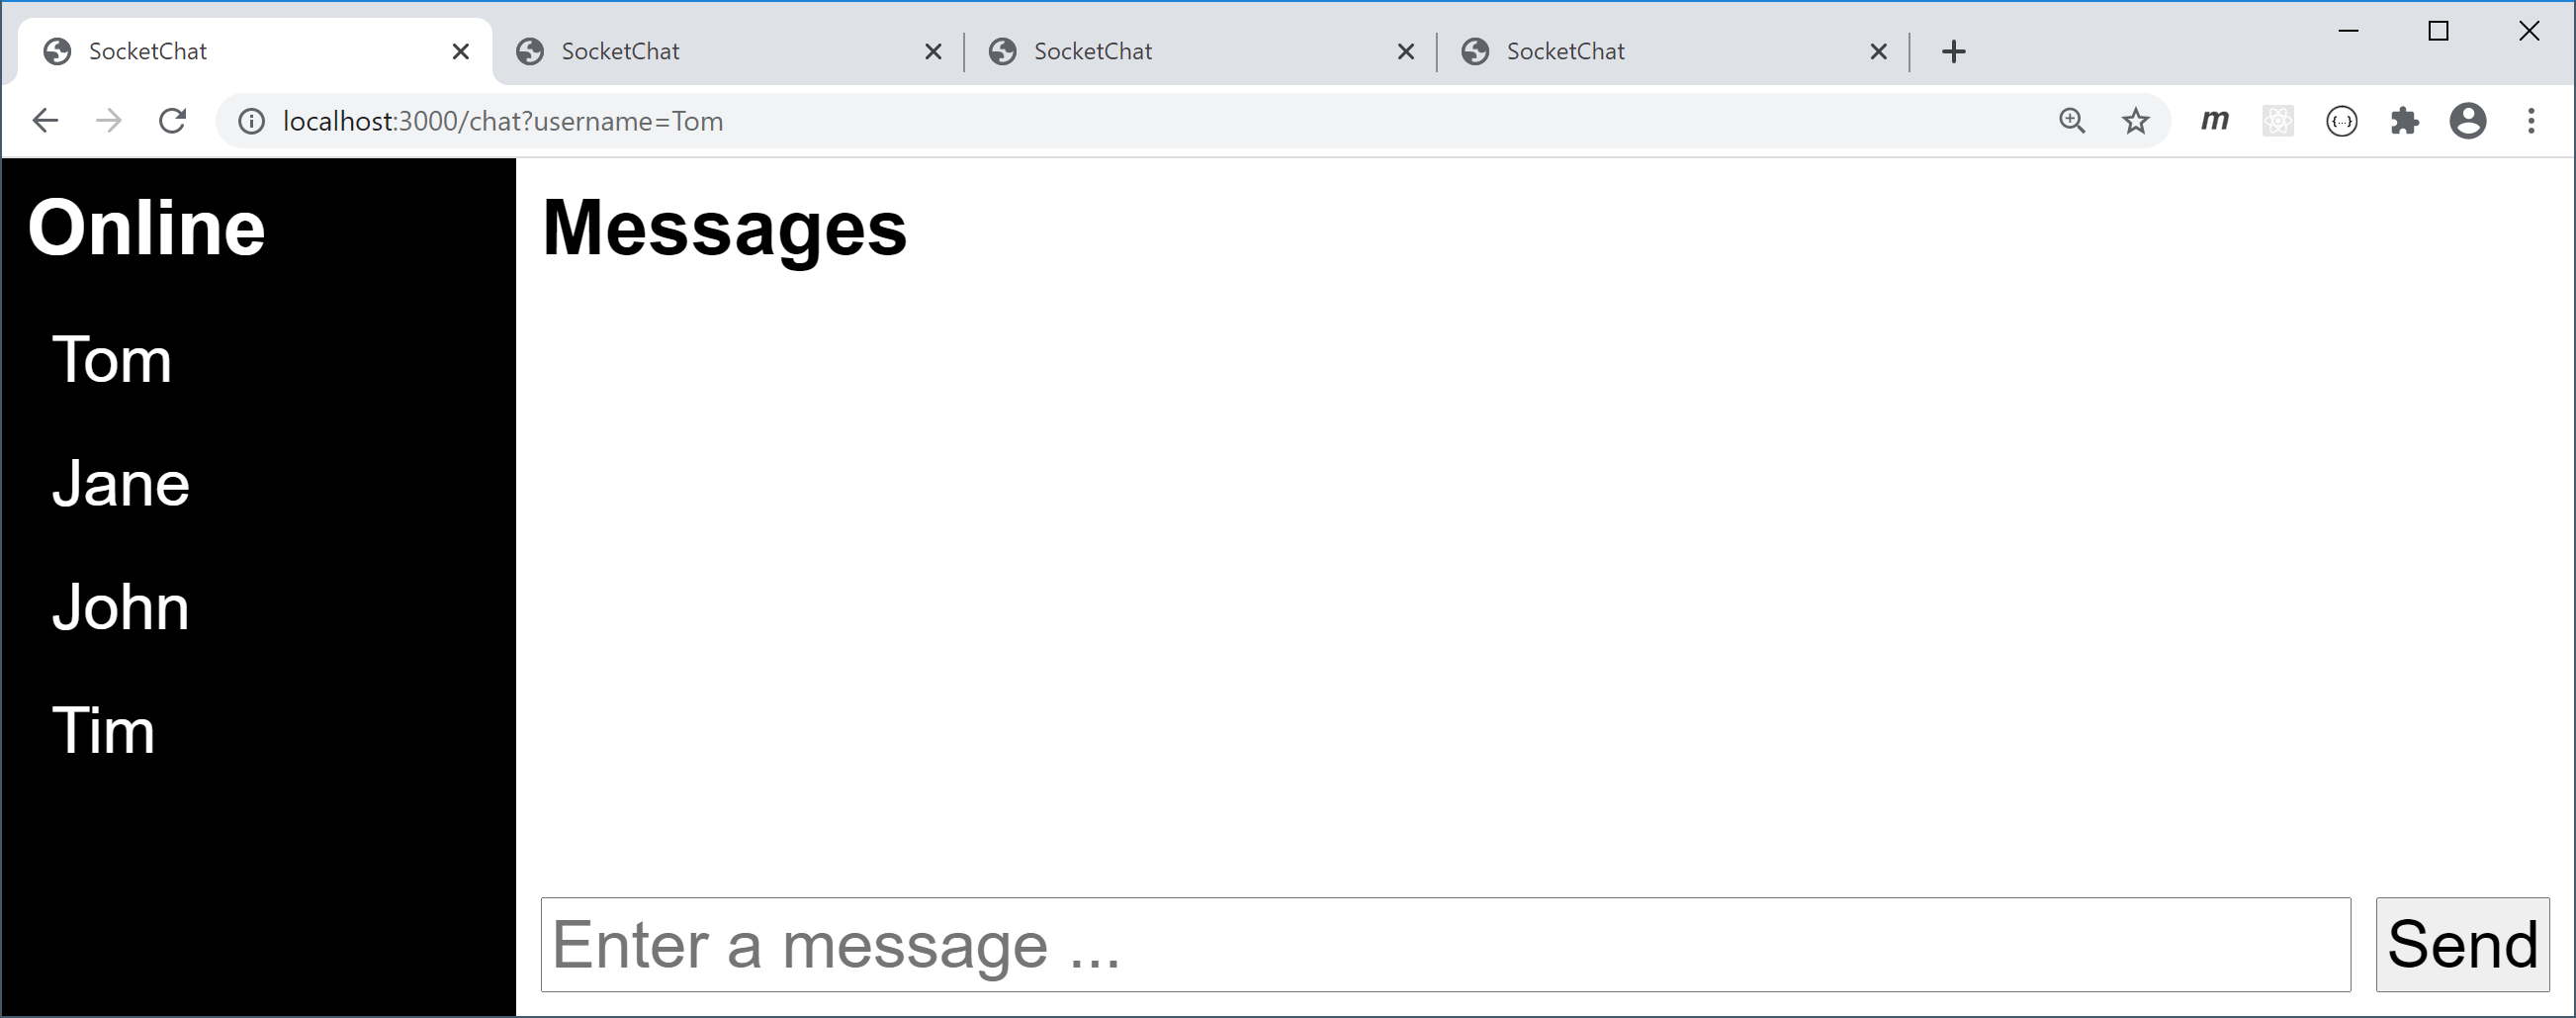 SocketChat SocketChat SocketChat SocketChat
localhost:3000/chat?username=Tom m {...}
Online
Tom
Jane
John
Tim
Messages
Enter a message ... Send